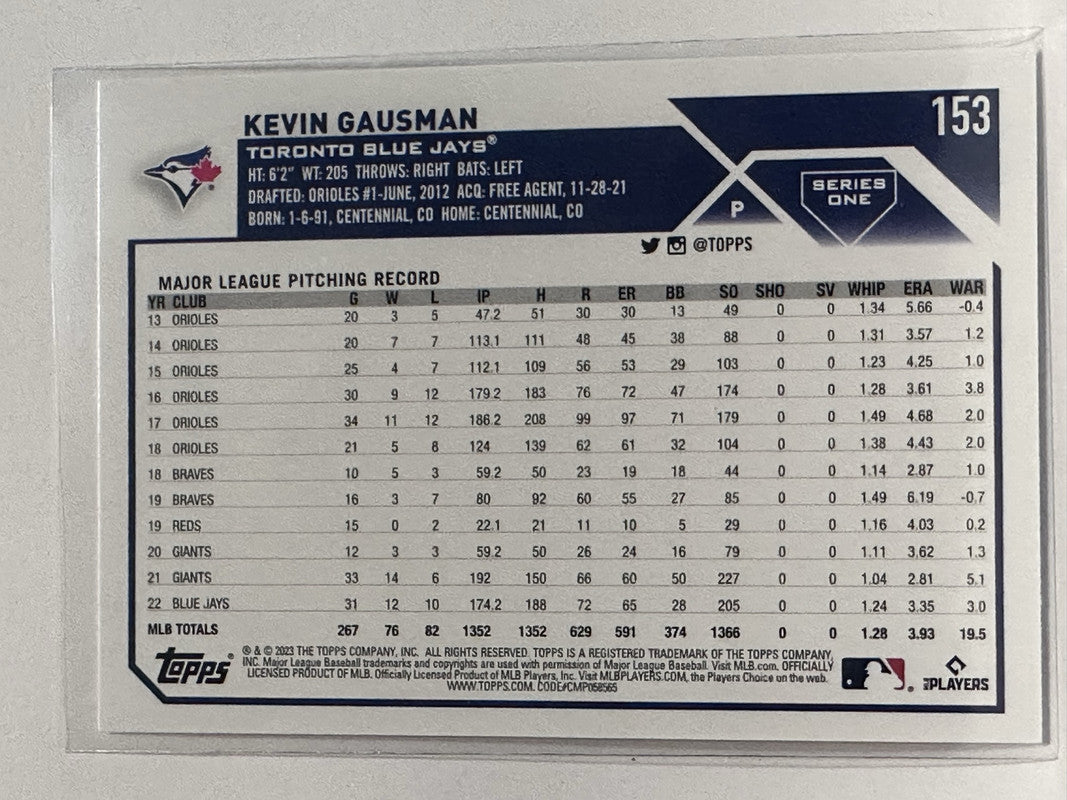 KEVIN GAUSMAN
153
TORONTO BLUE JAYS®
HT: 6'2" WT: 205 THROWS: RIGHT BATS: LEFT
DRAFTED: ORIOLES #1-JUNE, 2012 ACQ: FREE AGENT, 11-28-21
BORN: 1-6-91, CENTENNIAL, CO HOME: CENTENNIAL, CO
P
SERIES
ONE
@TOPPS
MAJOR LEAGUE PITCHING RECORD
YR CLUB G W L IP H R ER BB SO SHO SV WHIP ERA WAR
13 ORIOLES 20 3 5 47.2 51 30 30 13 49 0 0 1.34 5.66 -0.4
14 ORIOLES 20 7 7 113.1 111 48 45 38 88 0 0 1.31 3.57 1.2
15 ORIOLES 25 4 7 112.1 109 56 53 29 103 0 0 1.23 4.25 1.0
16 ORIOLES 30 9 12 179.2 183 76 72 47 174 0 0 1.28 3.61 3.8
17 ORIOLES 34 11 12 186.2 208 99 97 71 179 0 0 1.49 4.68 2.0
18 ORIOLES 21 5 8 124 139 62 61 32 104 0 0 1.38 4.43 2.0
18 BRAVES 10 5 3 59.2 50 23 19 18 44 0 0 1.14 2.87 1.0
19 BRAVES 16 3 7 80 92 60 55 27 85 0 0 1.49 6.19 -0.7
19 REDS 15 0 2 22.1 21 11 10 5 29 0 0 1.16 4.03 0.2
20 GIANTS 12 3 3 59.2 50 26 24 16 79 0 0 1.11 3.62 1.3
21 GIANTS 33 14 6 192 150 66 60 50 227 0 0 1.04 2.81 5.1
22 BLUE JAYS 31 12 10 174.2 188 72 65 28 205 0 0 1.24 3.35 3.0
MLB TOTALS 267 76 82 1352 1352 629 591 374 1366 0 0 1.28 3.93 19.5
topps®
® & © 2023 THE TOPPS COMPANY, INC. ALL RIGHTS RESERVED. TOPPS IS A REGISTERED TRADEMARK OF THE TOPPS COMPANY,
INC. Major League Baseball trademarks and copyrights are used with permission of Major League Baseball. Visit MLB.com. OFFICIALLY
LICENSED PRODUCT OF MLB. Officially Licensed Product of MLB Players, Inc. Visit MLBPLAYERS.COM, the Players Choice on the web.
WWW.TOPPS.COM. CODE#CMP058565
MLB PLAYERS